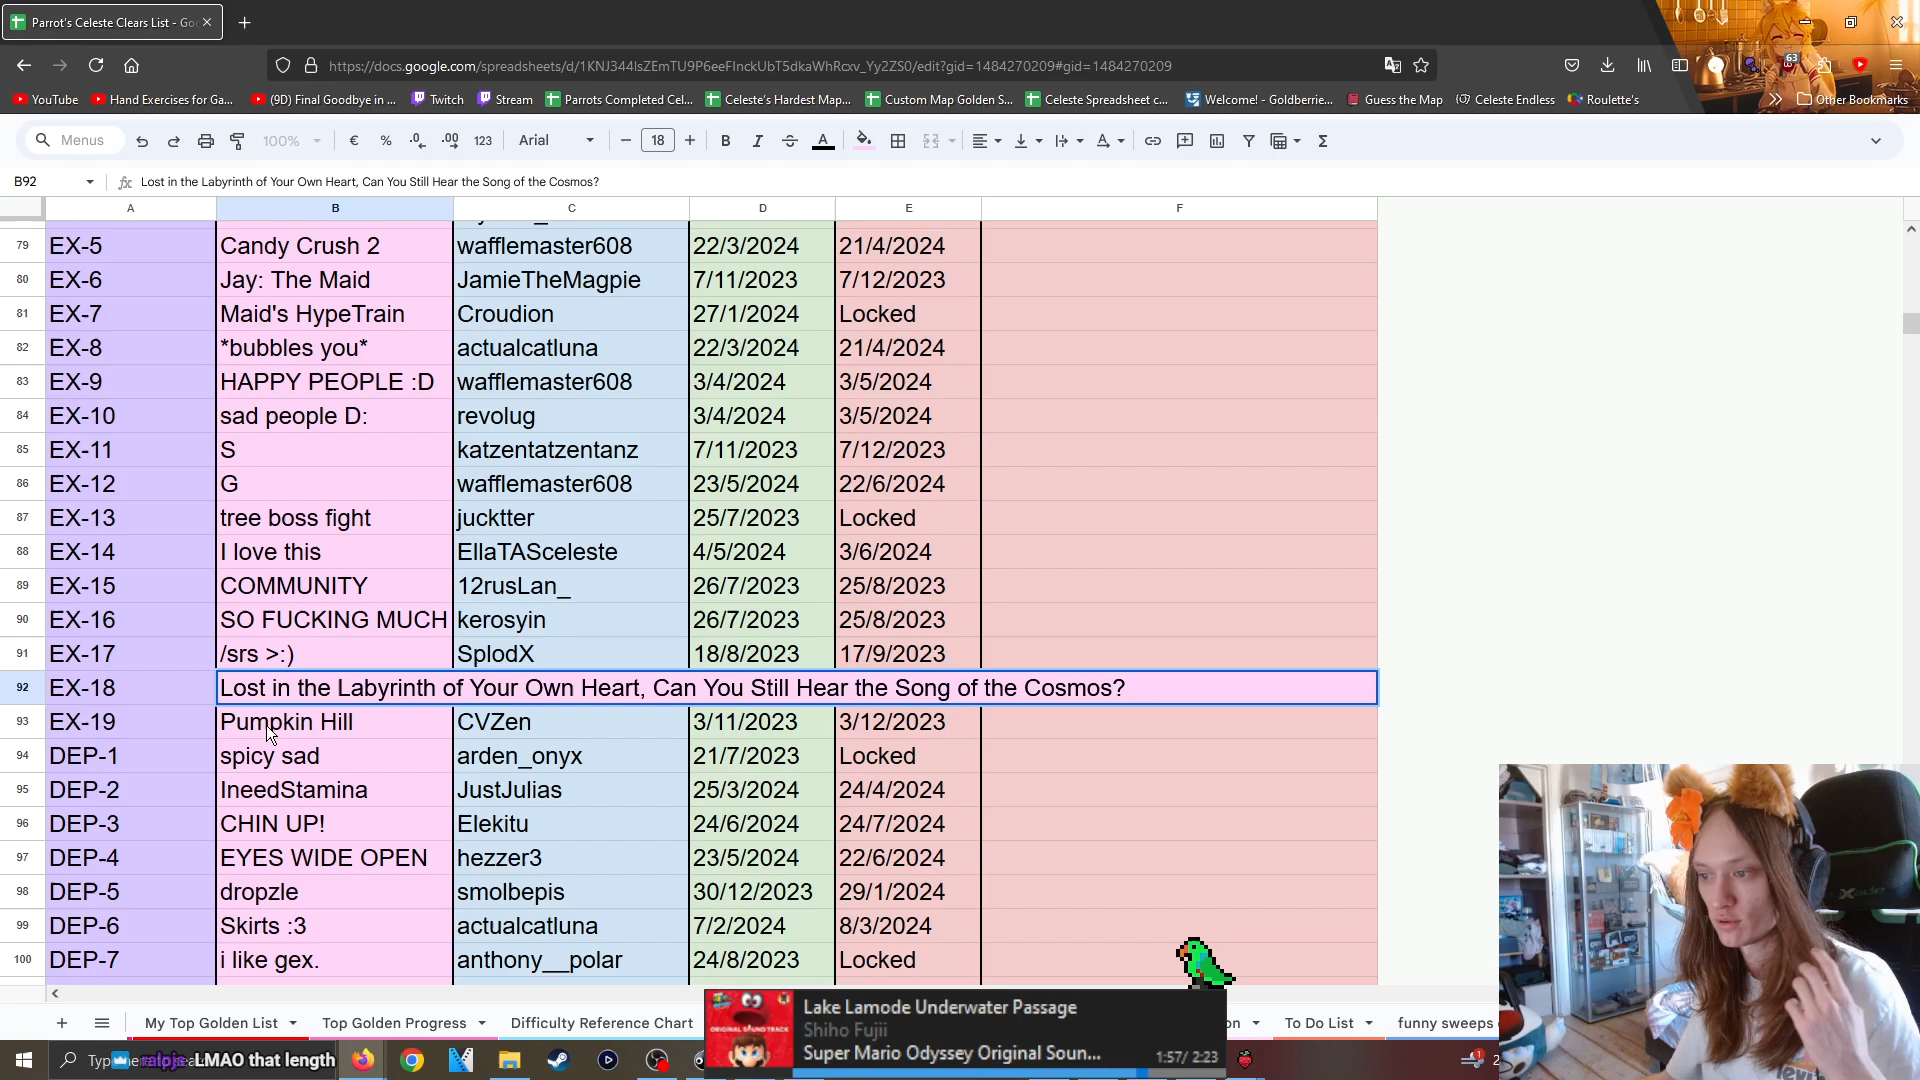 Parrot's Celeste Clears List - Go
https://docs.google.com/spreadsheets/d/1KNJ344lsZEmTU9P6eeFInckUbT5dkaWhRcxv_Yy2ZS0/edit?gid=1484270209#gid=1484270209
63
YouTube
Hand Exercises for Ga...
(9D) Final Goodbye in ...
Twitch
Stream
Parrots Completed Cel...
Celeste's Hardest Map...
Custom Map Golden S...
Celeste Spreadsheet c...
Welcome! - Goldberrie...
Guess the Map
Celeste Endless
Roulette's
Other Bookmarks
Menus
100%
€
%
.0
.00
123
Arial
18
B
I
A
Σ
B92
fx
Lost in the Labyrinth of Your Own Heart, Can You Still Hear the Song of the Cosmos?
A B C D E F
79 EX-5 Candy Crush 2 wafflemaster608 22/3/2024 21/4/2024
80 EX-6 Jay: The Maid JamieTheMagpie 7/11/2023 7/12/2023
81 EX-7 Maid's HypeTrain Croudion 27/1/2024 Locked
82 EX-8 *bubbles you* actualcatluna 22/3/2024 21/4/2024
83 EX-9 HAPPY PEOPLE :D wafflemaster608 3/4/2024 3/5/2024
84 EX-10 sad people D: revolug 3/4/2024 3/5/2024
85 EX-11 S katzentatzentanz 7/11/2023 7/12/2023
86 EX-12 G wafflemaster608 23/5/2024 22/6/2024
87 EX-13 tree boss fight jucktter 25/7/2023 Locked
88 EX-14 I love this EllaTASceleste 4/5/2024 3/6/2024
89 EX-15 COMMUNITY 12rusLan_ 26/7/2023 25/8/2023
90 EX-16 SO FUCKING MUCH kerosyin 26/7/2023 25/8/2023
91 EX-17 /srs >:) SplodX 18/8/2023 17/9/2023
92 EX-18 Lost in the Labyrinth of Your Own Heart, Can You Still Hear the Song of the Cosmos?
93 EX-19 Pumpkin Hill CVZen 3/11/2023 3/12/2023
94 DEP-1 spicy sad arden_onyx 21/7/2023 Locked
95 DEP-2 IneedStamina JustJulias 25/3/2024 24/4/2024
96 DEP-3 CHIN UP! Elekitu 24/6/2024 24/7/2024
97 DEP-4 EYES WIDE OPEN hezzer3 23/5/2024 22/6/2024
98 DEP-5 dropzle smolbepis 30/12/2023 29/1/2024
99 DEP-6 Skirts :3 actualcatluna 7/2/2024 8/3/2024
100 DEP-7 i like gex. anthony__polar 24/8/2023 Locked
My Top Golden List
Top Golden Progress
Difficulty Reference Chart
on
To Do List
funny sweeps
Lake Lamode Underwater Passage
Shiho Fujii
Super Mario Odyssey Original Soun...
1:57/ 2:23
LMAO that length